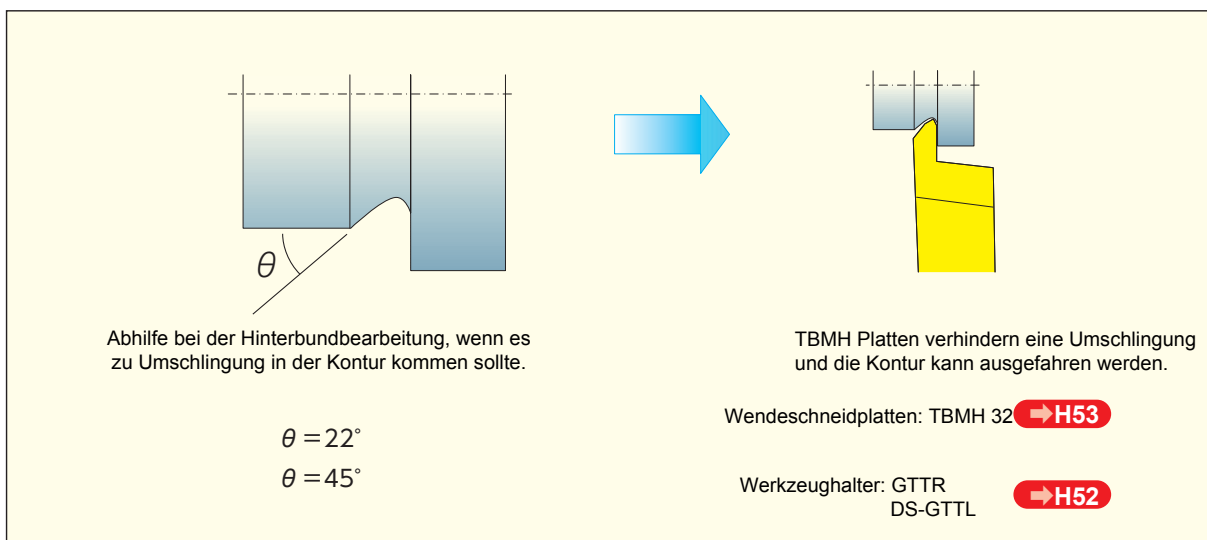 θ
Abhilfe bei der Hinterbundbearbeitung, wenn es
zu Umschlingung in der Kontur kommen sollte.
θ = 22°
θ = 45°
TBMH Platten verhindern eine Umschlingung
und die Kontur kann ausgefahren werden.
Wendeschneidplatten: TBMH 32 ➡H53
Werkzeughalter: GTTR
DS-GTTL ➡H52